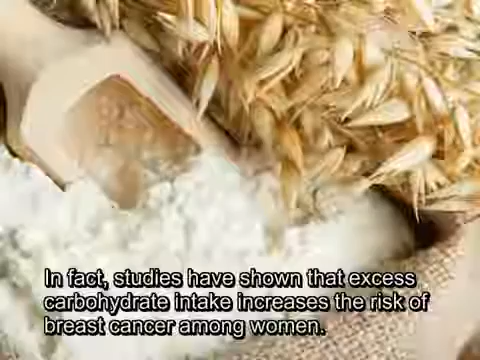 In fact, studies have shown that excess
carbohydrate intake increases the risk of
breast cancer among women.